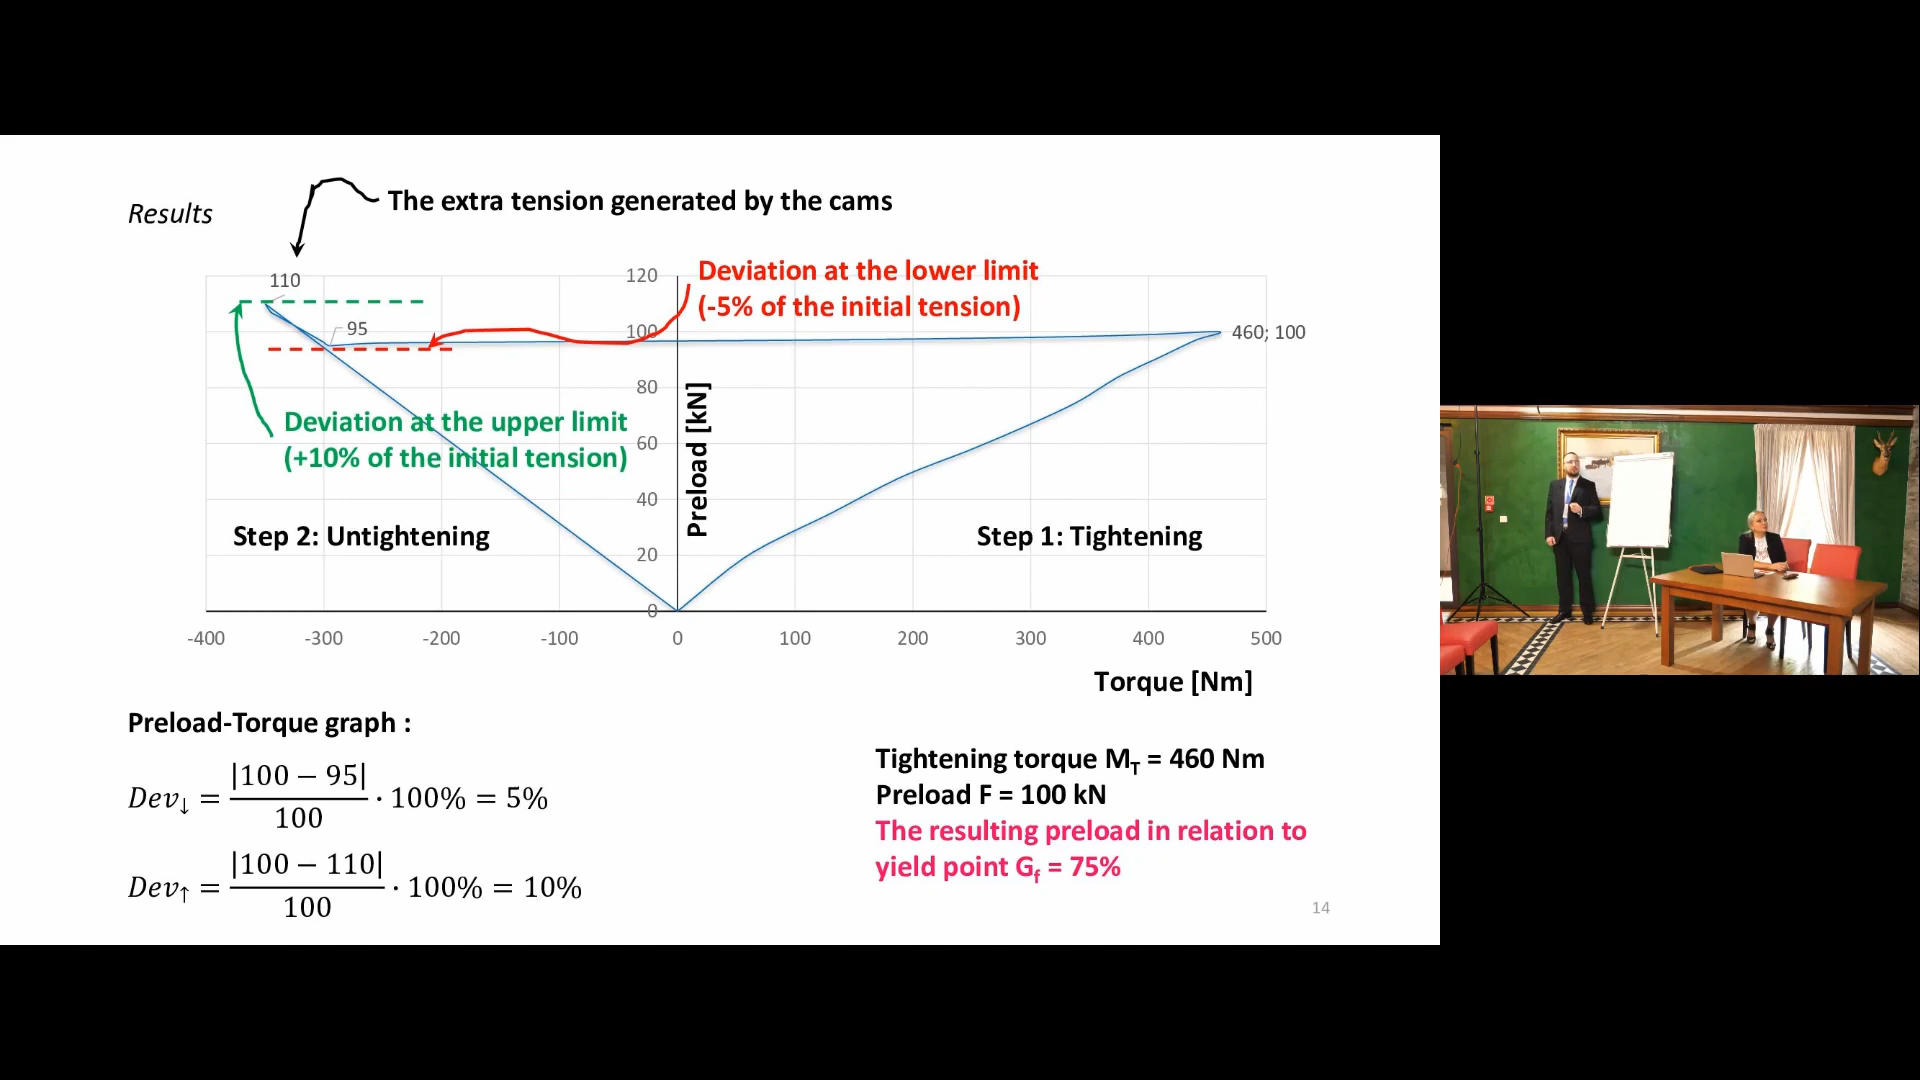 Results
The extra tension generated by the cams
110
120
Deviation at the lower limit
(-5% of the initial tension)
95
100
460; 100
80
Preload [kN]
Deviation at the upper limit
(+10% of the initial tension)
60
40
Step 2: Untightening
Step 1: Tightening
20
0
-400 -300 -200 -100 0 100 200 300 400 500
Torque [Nm]
Preload-Torque graph :
Dev↓ = |100 − 95| / 100 · 100% = 5%
Dev↑ = |100 − 110| / 100 · 100% = 10%
Tightening torque M_T = 460 Nm
Preload F = 100 kN
The resulting preload in relation to
yield point G_f = 75%
14